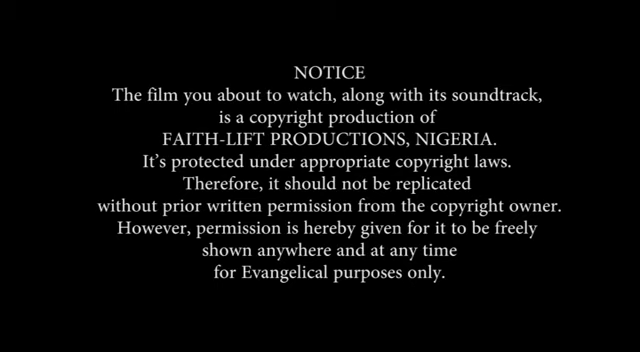 NOTICE
The film you about to watch, along with its soundtrack,
is a copyright production of
FAITH-LIFT PRODUCTIONS, NIGERIA.
It's protected under appropriate copyright laws.
Therefore, it should not be replicated
without prior written permission from the copyright owner.
However, permission is hereby given for it to be freely
shown anywhere and at any time
for Evangelical purposes only.